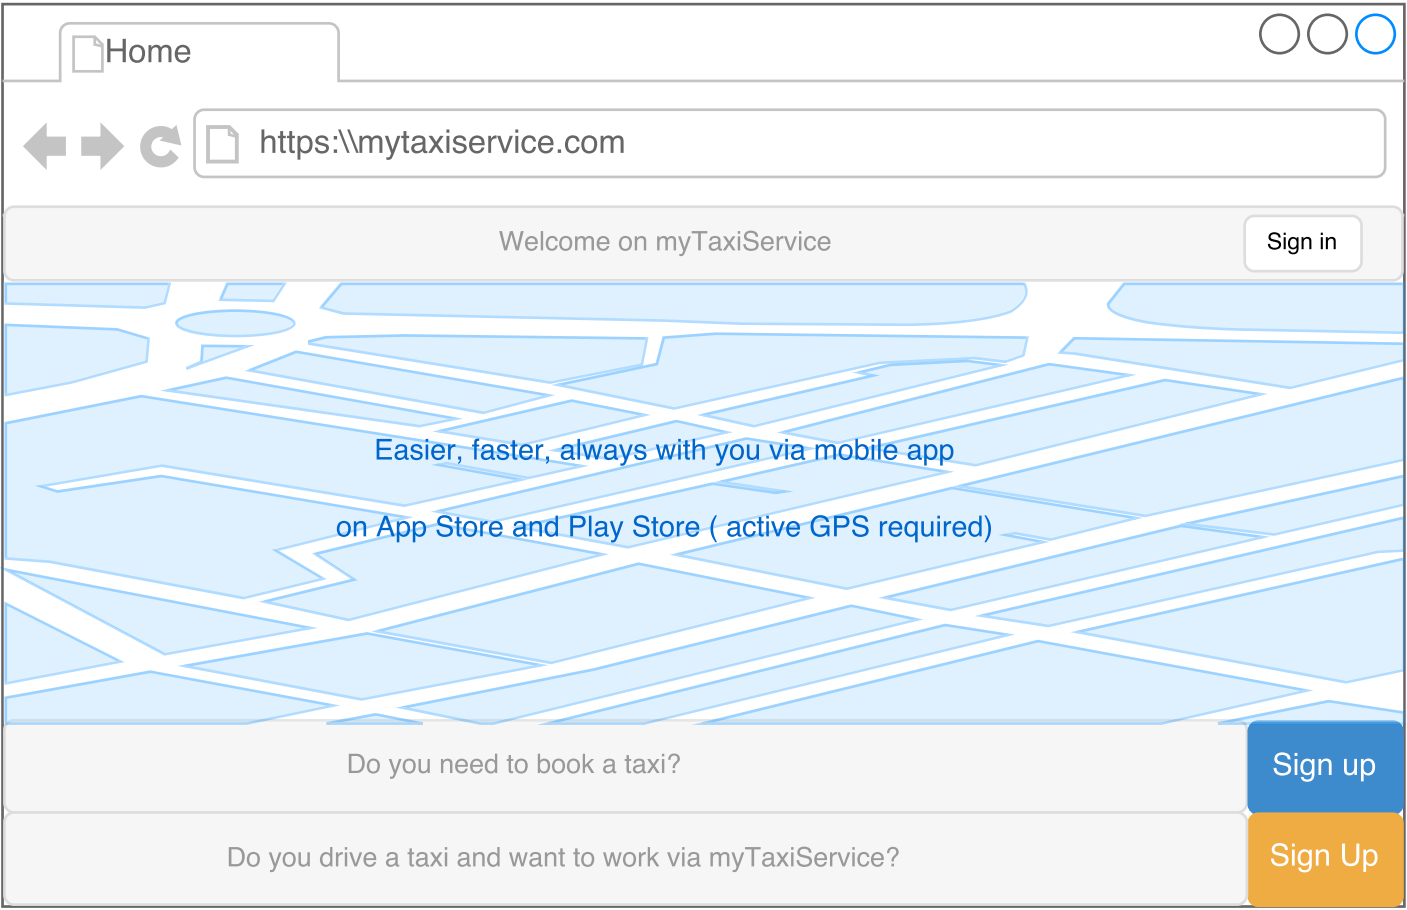 Home
https:\\mytaxiservice.com
Welcome on myTaxiService
Sign in
Easier, faster, always with you via mobile app
on App Store and Play Store ( active GPS required)
Do you need to book a taxi?
Sign up
Do you drive a taxi and want to work via myTaxiService?
Sign Up